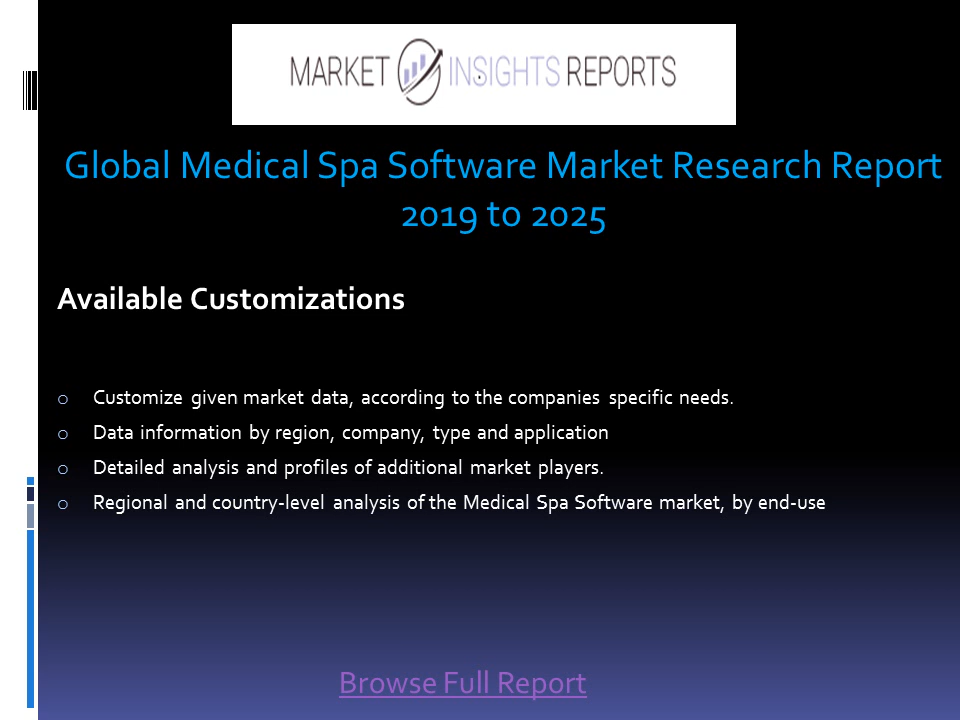 MARKET INSIGHTS REPORTS
Global Medical Spa Software Market Research Report
2019 to 2025
Available Customizations
o Customize given market data, according to the companies specific needs.
o Data information by region, company, type and application
o Detailed analysis and profiles of additional market players.
o Regional and country-level analysis of the Medical Spa Software market, by end-use
Browse Full Report